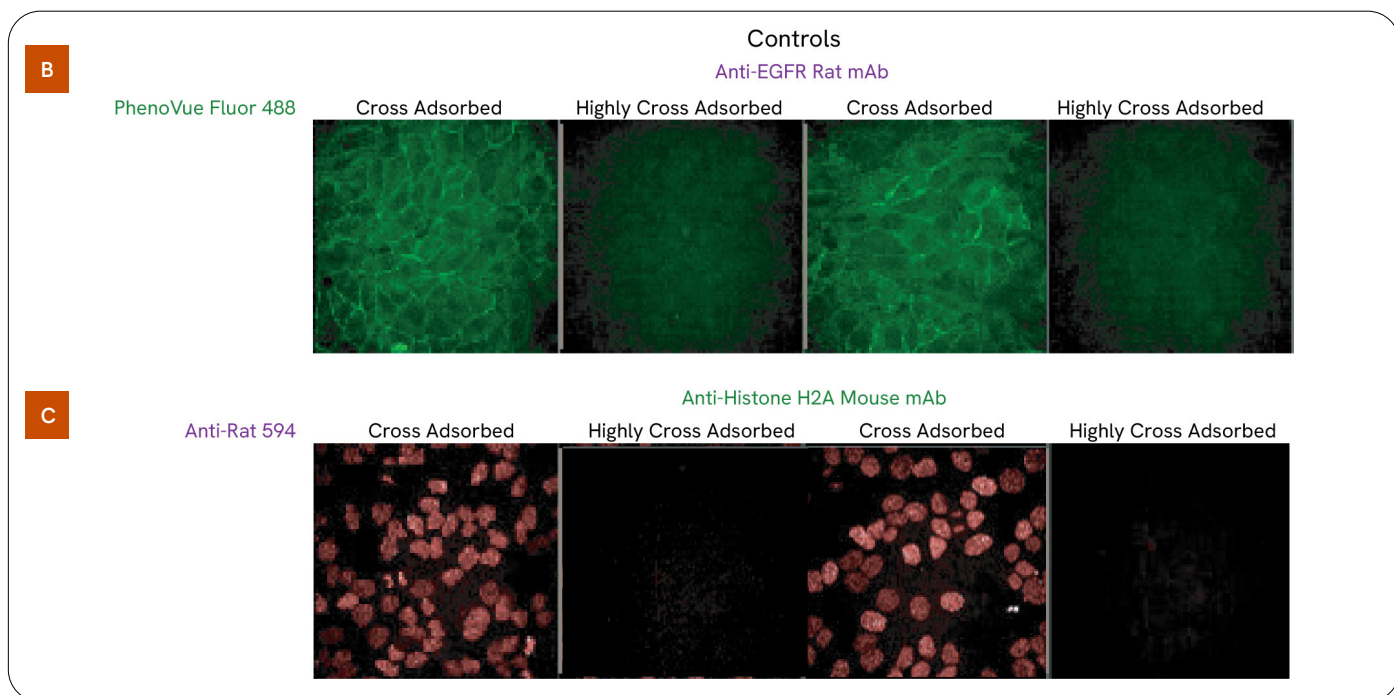 Controls
B
Anti-EGFR Rat mAb
PhenoVue Fluor 488 Cross Adsorbed Highly Cross Adsorbed Cross Adsorbed Highly Cross Adsorbed
C
Anti-Histone H2A Mouse mAb
Anti-Rat 594 Cross Adsorbed Highly Cross Adsorbed Cross Adsorbed Highly Cross Adsorbed